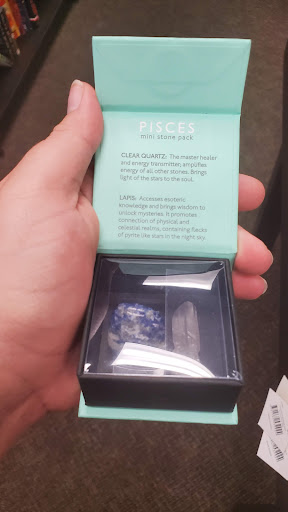 PISCES
mini stone pack
CLEAR QUARTZ: The master healer
and energy transmitter, amplifies
energy of all other stones. Brings
light of the stars to the soul.
LAPIS: Accesses esoteric
knowledge and brings wisdom to
unlock mysteries. It promotes
connection of physical and
celestial realms, containing flecks
of pyrite like stars in the night sky.